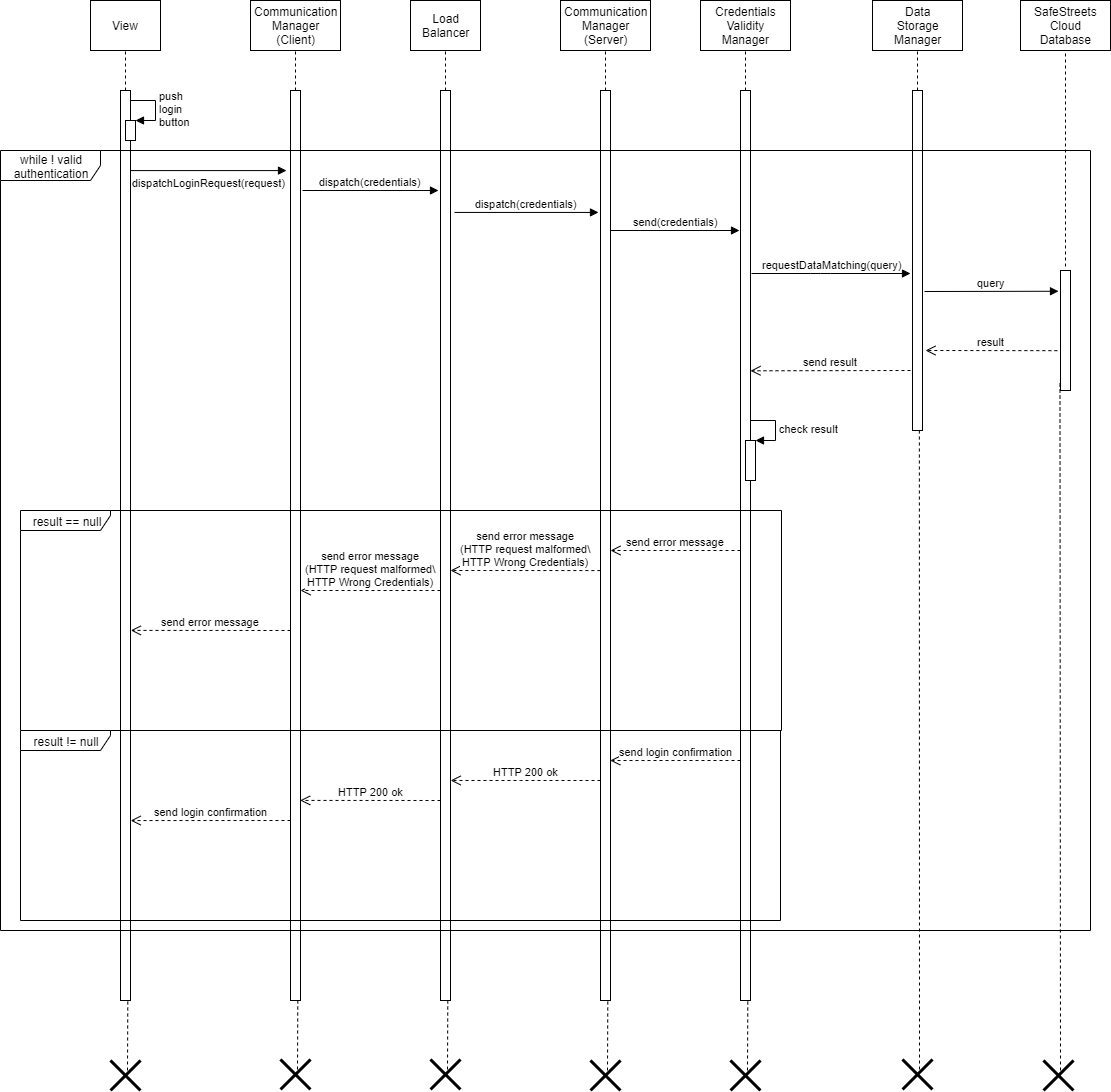 View
Communication
Manager
(Client)
Load
Balancer
Communication
Manager
(Server)
Credentials
Validity
Manager
Data
Storage
Manager
SafeStreets
Cloud
Database
push
login
button
while ! valid
authentication
dispatchLoginRequest(request)
dispatch(credentials)
dispatch(credentials)
send(credentials)
requestDataMatching(query)
query
result
send result
check result
result == null
send error message
send error message
(HTTP request malformed\
HTTP Wrong Credentials)
send error message
(HTTP request malformed\
HTTP Wrong Credentials)
send error message
result != null
send login confirmation
HTTP 200 ok
HTTP 200 ok
send login confirmation